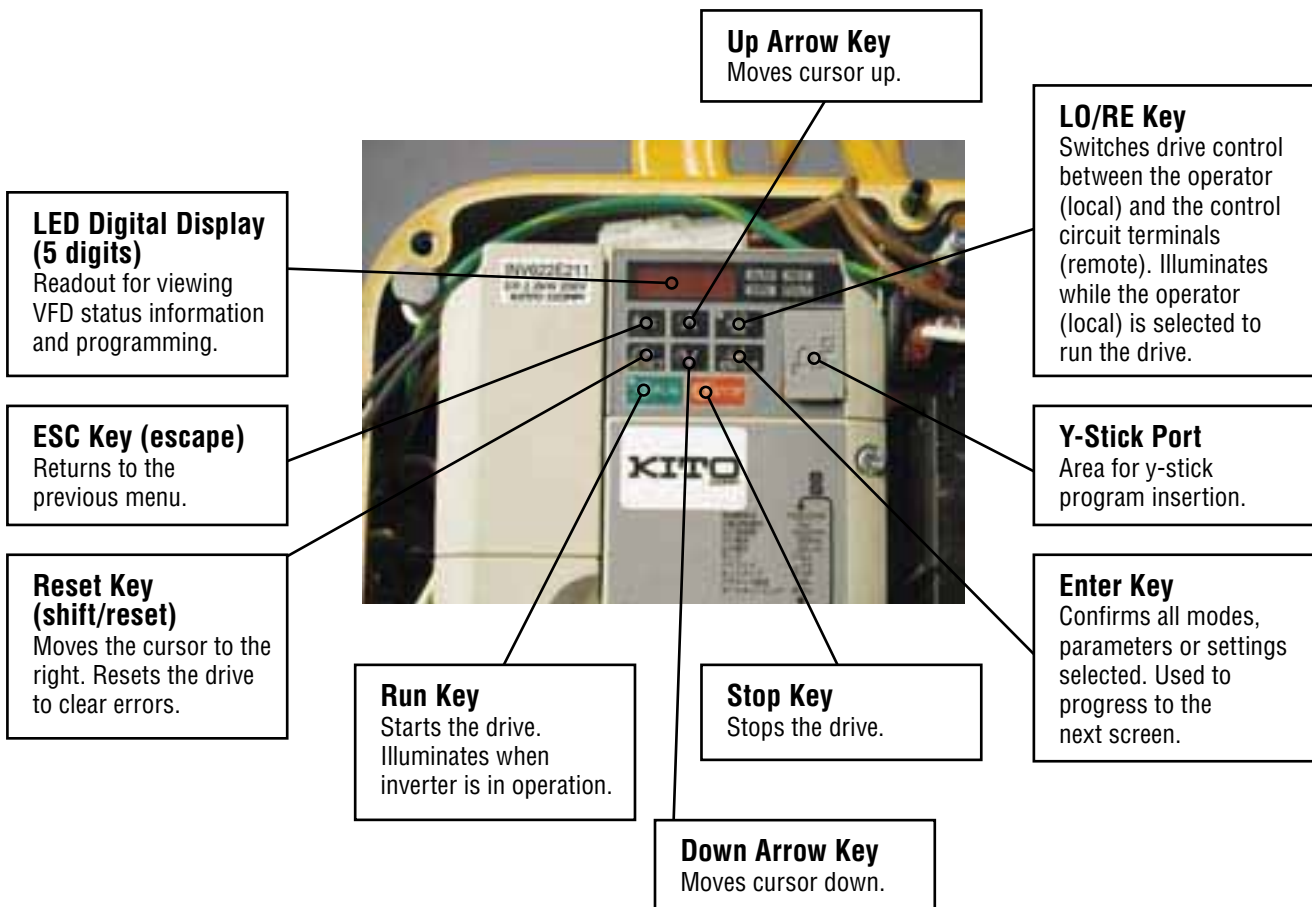 Up Arrow Key
Moves cursor up.
LO/RE Key
Switches drive control
between the operator
(local) and the control
circuit terminals
(remote). Illuminates
while the operator
(local) is selected to
run the drive.
LED Digital Display
(5 digits)
Readout for viewing
VFD status information
and programming.
INV022E211
ESC Key (escape)
Returns to the
previous menu.
Y-Stick Port
Area for y-stick
program insertion.
KITO
Reset Key
(shift/reset)
Moves the cursor to the
right. Resets the drive
to clear errors.
Enter Key
Confirms all modes,
parameters or settings
selected. Used to
progress to the
next screen.
Run Key
Starts the drive.
Illuminates when
inverter is in operation.
Stop Key
Stops the drive.
Down Arrow Key
Moves cursor down.